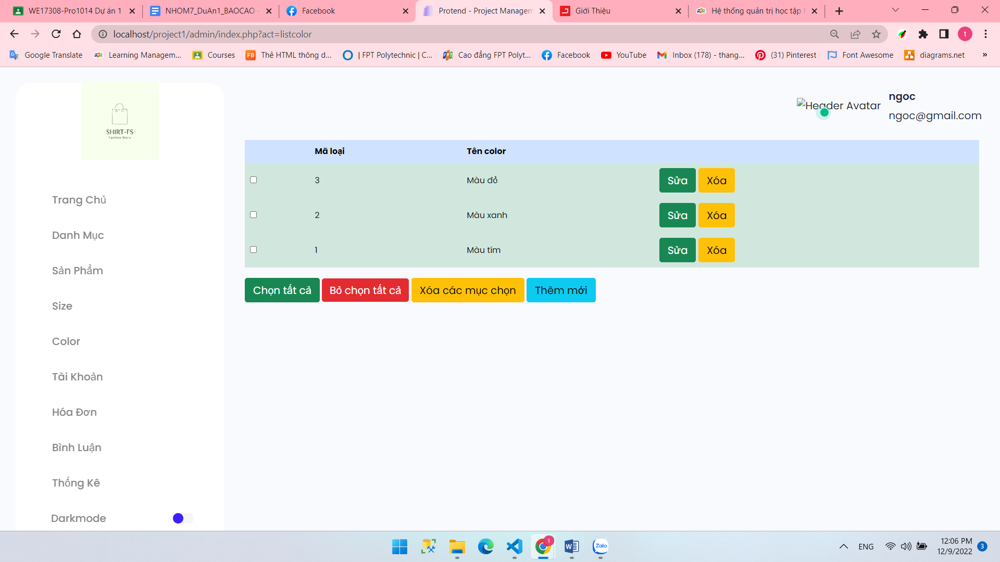 WE17308-Pro1014 Dự án 1
NHOM7_DuAn1_BAOCAO -
Facebook
Protend - Project Managem
Giới Thiệu
Hệ thống quản trị học tập F
localhost/project1/admin/index.php?act=listcolor
t
Google Translate
Learning Managem...
Courses
F8 Thẻ HTML thông d...
| FPT Polytechnic | C...
Cao đẳng FPT Polyt...
Facebook
YouTube
Inbox (178) - thang...
(31) Pinterest
Font Awesome
diagrams.net
»
SHIRT-FS
Fashion Store
Header Avatar
ngoc
ngoc@gmail.com
Trang Chủ
Danh Mục
Sản Phẩm
Size
Color
Tài Khoản
Hóa Đơn
Bình Luận
Thống Kê
Darkmode
Mã loại Tên color
3 Màu đỏ Sửa Xóa
2 Màu xanh Sửa Xóa
1 Màu tím Sửa Xóa
Chọn tất cả Bỏ chọn tất cả Xóa các mục chọn Thêm mới
t
Zalo
ENG
12:06 PM
12/9/2022
3